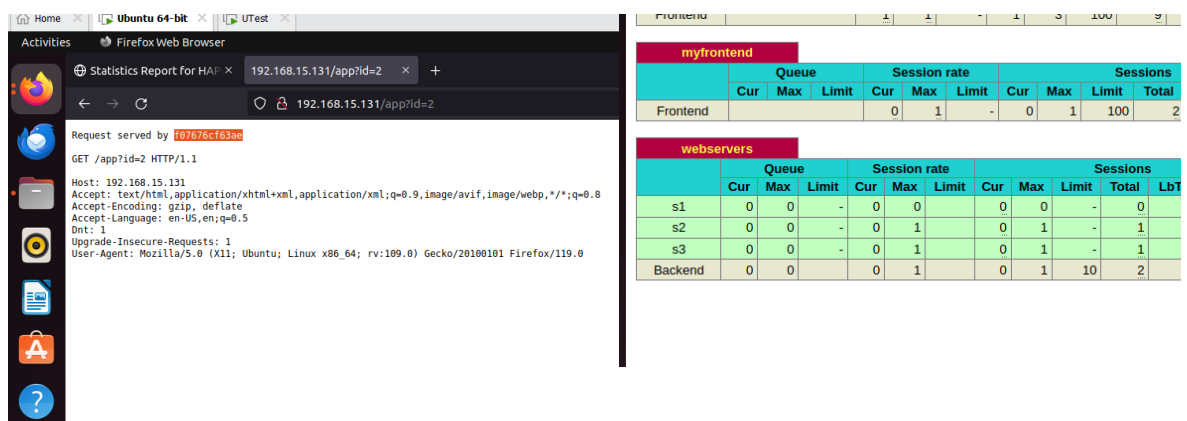 Home × Ubuntu 64-bit × UTest ×
Activities Firefox Web Browser
Statistics Report for HAP × 192.168.15.131/app?id=2 × +
192.168.15.131/app?id=2
Request served by f07676cf63ae
GET /app?id=2 HTTP/1.1
Host: 192.168.15.131
Accept: text/html,application/xhtml+xml,application/xml;q=0.9,image/avif,image/webp,*/*;q=0.8
Accept-Encoding: gzip, deflate
Accept-Language: en-US,en;q=0.5
Dnt: 1
Upgrade-Insecure-Requests: 1
User-Agent: Mozilla/5.0 (X11; Ubuntu; Linux x86_64; rv:109.0) Gecko/20100101 Firefox/119.0
Frontend 1 1 - 1 3 100 9
myfrontend
Queue Session rate Sessions
Cur Max Limit Cur Max Limit Cur Max Limit Total
Frontend 0 1 - 0 1 100 2
webservers
Queue Session rate Sessions
Cur Max Limit Cur Max Limit Cur Max Limit Total LbT
s1 0 0 - 0 0 0 0 - 0
s2 0 0 - 0 1 0 1 - 1
s3 0 0 - 0 1 0 1 - 1
Backend 0 0 0 1 0 1 10 2